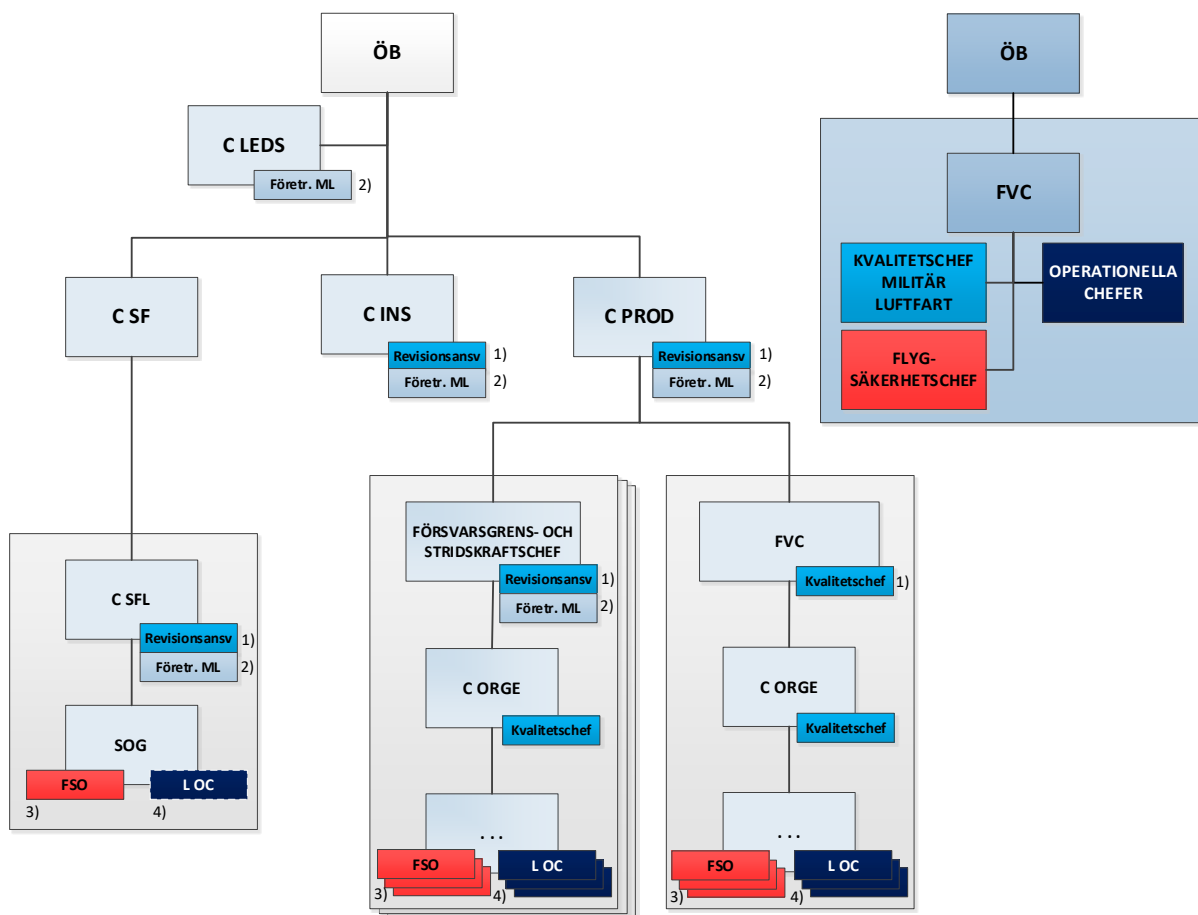 ÖB
C LEDS
Företr. ML 2)
C SF
C INS
Revisionsansv 1)
Företr. ML 2)
C PROD
Revisionsansv 1)
Företr. ML 2)
C SFL
Revisionsansv 1)
Företr. ML 2)
SOG
FSO
L OC
3)
4)
FÖRSVARSGRENS- OCH
STRIDSKRAFTSCHEF
Revisionsansv 1)
Företr. ML 2)
C ORGE
Kvalitetschef
...
FSO
L OC
3)
4)
FVC
Kvalitetschef 1)
C ORGE
Kvalitetschef
...
FSO
L OC
3)
4)
ÖB
FVC
KVALITETSCHEF
MILITÄR
LUFTFART
OPERATIONELLA
CHEFER
FLYG-
SÄKERHETSCHEF